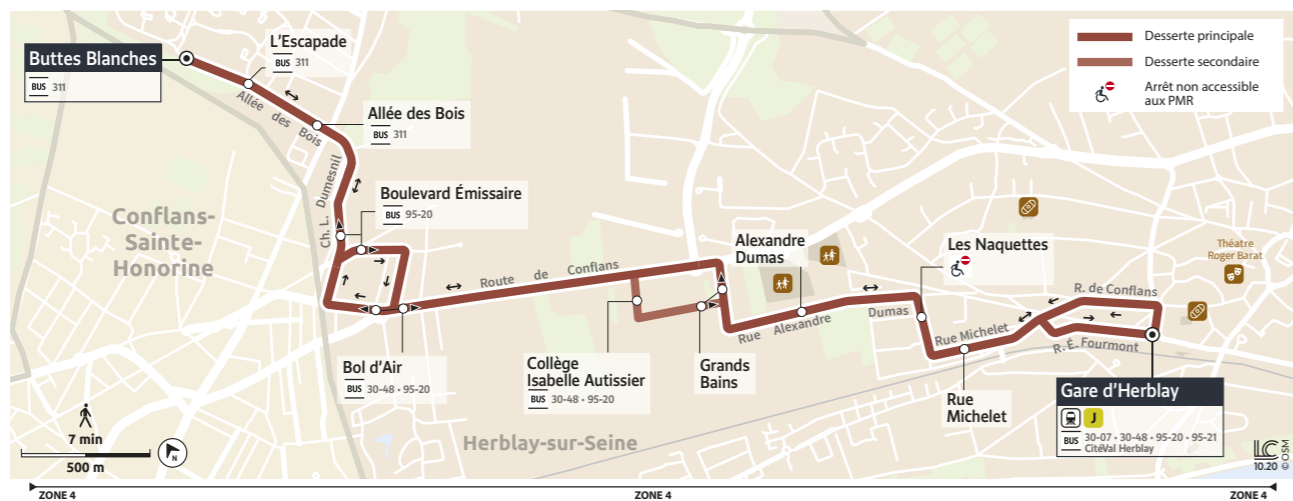 Buttes Blanches
BUS 311
L'Escapade
BUS 311
Allée des Bois
Allée des Bois
BUS 311
Ch. L. Dumesnil
Boulevard Émissaire
BUS 95-20
Conflans-
Sainte-
Honorine
Bol d'Air
BUS 30-48 • 95-20
Route de Conflans
Collège
Isabelle Autissier
BUS 30-48 • 95-20
Grands
Bains
Alexandre
Dumas
Rue Alexandre Dumas
Les Naquettes
Rue Michelet
Rue
Michelet
R. de Conflans
R. É. Fourmont
Théatre
Roger Barat
Gare d'Herblay
J
BUS 30-07 • 30-48 • 95-20 • 95-21
CitéVal Herblay
Herblay-sur-Seine
Desserte principale
Desserte secondaire
Arrêt non accessible
aux PMR
7 min
500 m
N
LC
10.20
© OSM
ZONE 4
ZONE 4
ZONE 4